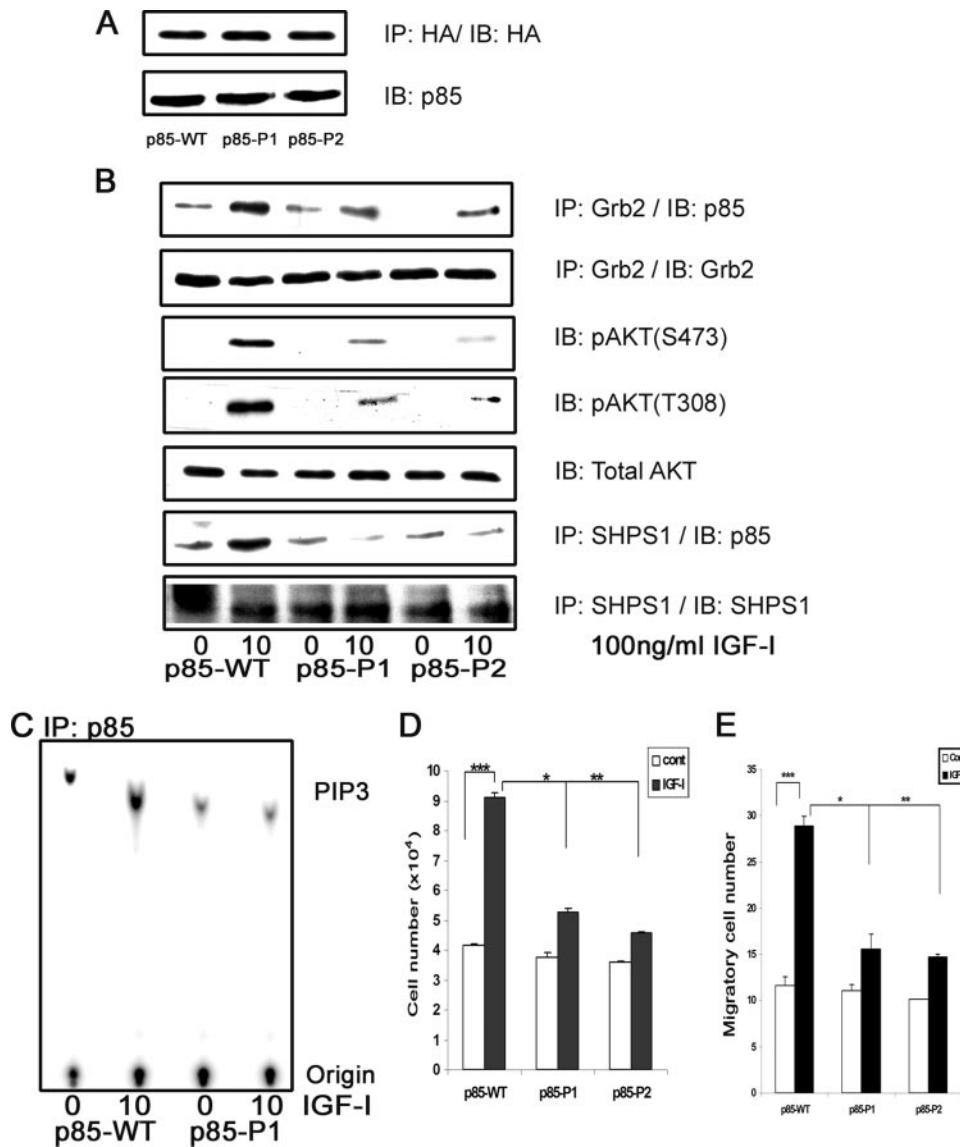 A
IP: HA/ IB: HA
IB: p85
p85-WT p85-P1 p85-P2
B
IP: Grb2 / IB: p85
IP: Grb2 / IB: Grb2
IB: pAKT(S473)
IB: pAKT(T308)
IB: Total AKT
IP: SHPS1 / IB: p85
IP: SHPS1 / IB: SHPS1
0 10 0 10 0 10 100ng/ml IGF-I
p85-WT p85-P1 p85-P2
C IP: p85
PIP3
Origin
0 10 0 10 IGF-I
p85-WT p85-P1
D
cont
IGF-I
*** * **
Cell number (x10⁴)
10
9
8
7
6
5
4
3
2
1
0
p85-WT p85-P1 p85-P2
E
*** * **
Migratory cell number
35
30
25
20
15
10
5
0
p85-WT p85-P1 p85-P2